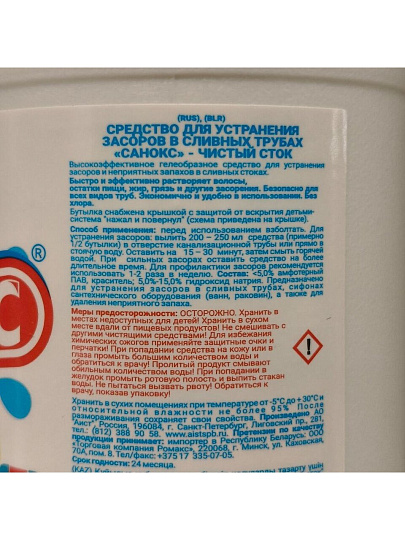 (RUS), (BLR)
СРЕДСТВО ДЛЯ УСТРАНЕНИЯ
ЗАСОРОВ В СЛИВНЫХ ТРУБАХ
«САНОКС» - ЧИСТЫЙ СТОК
Высокоэффективное гелеобразное средство для устранения
засоров и неприятных запахов в сливных стоках.
Быстро и эффективно растворяет волосы,
остатки пищи, жир, грязь и другие засорения. Безопасно для
всех видов труб. Экономично и удобно в использовании. Без
хлора.
Бутылка снабжена крышкой с защитой от вскрытия детьми-
система "нажал и повернул" (схема приведена на крышке).
Способ применения: перед использованием взболтать. Для
устранения засоров: вылить 200 – 250 мл средства (примерно
1/2 бутылки) в отверстие канализационной трубы или прямо в
стоячую воду. Оставить на 15 – 30 минут, затем смыть горячей
водой. При сильных засорах оставить средство на более
длительное время. Для профилактики засоров рекомендуется
использовать 1-2 раза в неделю. Состав: <5,0% амфотерный
ПАВ, краситель; 5,0%-15,0% гидроксид натрия. Предназначено
для устранения засоров в сливных трубах, сифонах
сантехнического оборудования (ванн, раковин), а также для
удаления неприятного запаха.
Меры предосторожности: ОСТОРОЖНО. Хранить в
местах недоступных для детей! Хранить в сухом
месте вдали от пищевых продуктов! Не смешивать с
другими чистящими средствами! Для избежания
химических ожогов применяйте защитные очки и
перчатки! При попадании средства на кожу или в
глаза промыть большим количеством воды и
обратиться к врачу! Пролитый продукт смывают
обильным количеством воды! При попадании в
желудок промыть ротовую полость и выпить стакан
воды. Не пытаться вызвать рвоту! Обратиться к
врачу, показав упаковку!
Хранить в сухих помещениях при температуре от -5°С до +30°С и
относительной влажности не более 95% После
размораживания сохраняет свои свойства. Произведено АО
"Аист", Россия, 196084, г. Санкт-Петербург, Лиговский пр., 281,
тел.: (812) 388 90 58. www.aistspb.ru. Претензии по качеству
продукции принимает: импортер в Республику Беларусь: ООО
«Торговая компания Ромакс», 220068, г. Минск, ул. Каховская,
70А, пом. 8. Тел/факс: +375 17 335-07-05.
Срок годности: 24 месяца.
®
С